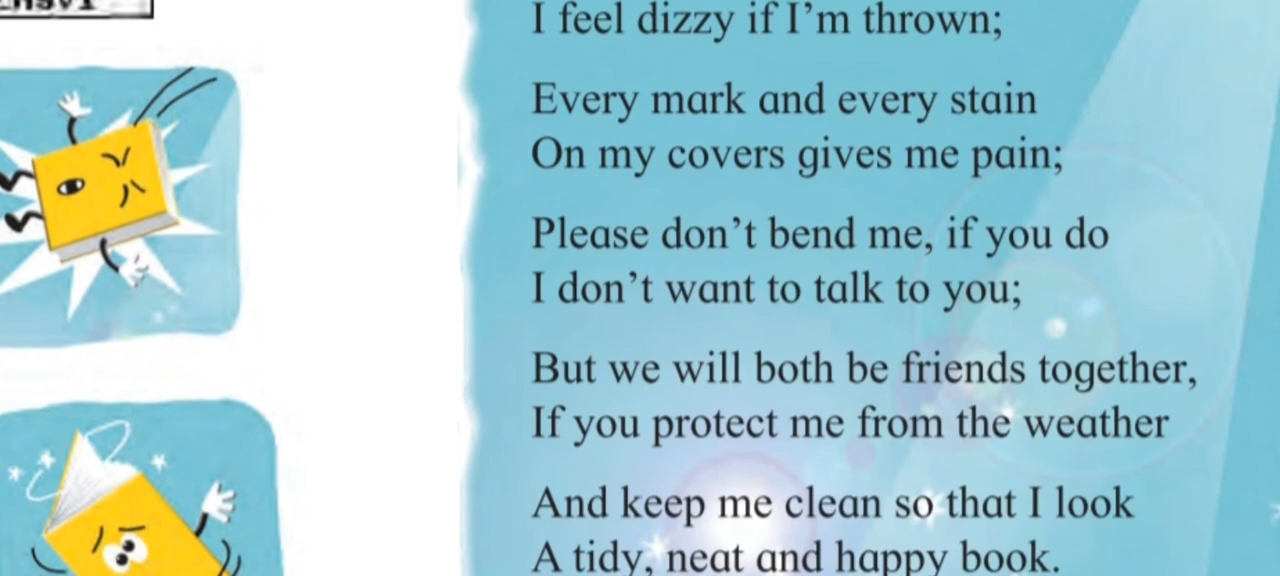 I feel dizzy if I'm thrown;
Every mark and every stain
On my covers gives me pain;
Please don't bend me, if you do
I don't want to talk to you;
But we will both be friends together,
If you protect me from the weather
And keep me clean so that I look
A tidy, neat and happy book.